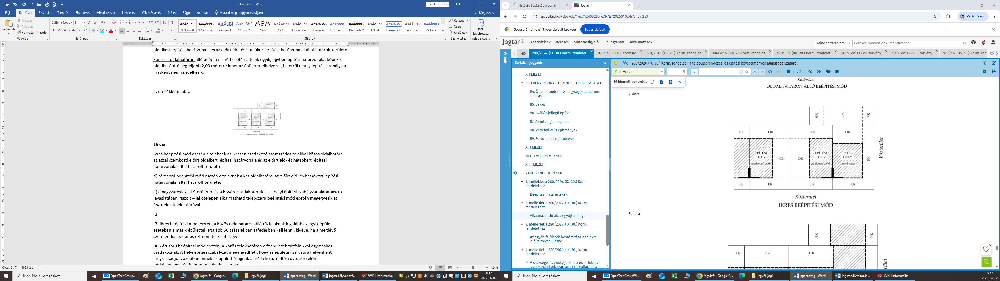 ppt szöveg - Word
Bejelentkezés
Fájl Kezdőlap Beszúrás Tervezés Elrendezés Hivatkozások Levelezés Véleményezés Nézet Súgó Acrobat Mutasd meg, hogyan csináljam
Megosztás
Beillesztés
Kivágás
Másolás
Formátummásoló
Vágólap
Calibri (Szöve 11
Betűtípus
Bekezdés
¶ Normál ¶ Nincs té... Címsor 1 Címsor 2 Cím Alcím Finom kie... Kiemelés Erős kiem... Kiemelés 2 Idézet Kiemelt id... Finom hiv... Erős hivat...
Stílusok
Keresés
Csere
Kijelölés
Szerkesztés
PDF létrehozása
Adobe Acro...
oldalkerti építési határvonala és az előírt elő- és hátsókerti építési határvonalai által határolt területe
Fontos: oldalhatáron álló beépítési mód esetén a telek egyik, egyben építési határvonalát képező
oldalhatárától legfeljebb 2,00 méterre lehet az épületet elhelyezni, ha erről a helyi építési szabályzat
másként nem rendelkezik.
2. melléklet 6. ábra
Közterület
OLDALHATÁRON ÁLLÓ BEÉPÍTÉSI MÓD
18 dia
Ikres beépítési mód esetén a teleknek az ikresen csatlakozó szomszédos telekkel közös oldalhatára,
az azzal szemközti előírt oldalkerti építési határvonala és az előírt elő- és hátsókerti építési
határvonalai által határolt területe
d) zárt sorú beépítési mód esetén a teleknek a két oldalhatára, az előírt elő- és hátsókerti építési
határvonalai által határolt területe,
e) a nagyvárosias lakóterületen és a kisvárosias lakóterület – a helyi építési szabályzat alátámasztó
javaslatában igazolt – lakótelepén alkalmazható telepszerű beépítési mód esetén megegyezik az
úszótelek telekhatárával.
(2)
(3) Ikres beépítési mód esetén, a közös oldalhatáron álló tűzfalaknak legalább az egyik épület
esetében a másik épülettel legalább 50 százalékban átfedésben kell lenni, kivéve, ha a meglévő
szomszédos beépítés ezt nem teszi lehetővé.
(4) Zárt sorú beépítési mód esetén, a közös telekhatáron a főépületek tűzfalaikkal egymáshoz
csatlakoznak. A helyi építési szabályzat megengedheti, hogy az épületek zárt sora helyenként
megszakadjon, azonban ennek az épülethézagnak a mértéke az építési övezetre előírt
párkánymagasság felét nem haladhatja meg
Oldal: 6 / 7 1823 szó
124%
Írjon ide a kereséshez
OpenText Group...
Jogtár® - Google...
egyéb jogi
ppt szöveg - Word
jogszabályváltozá...
VVKH Informatika
9:17
2025. 06. 02.
Hatóság | Építésügyi portál
Jogtár®
uj.jogtar.hu/#doc/db/1/id/A2400280.KOR/ts/20250102/lr/chain259
Verify it's you
Google Chrome isn't your default browser
Set as default
Jogtár®
Adatbázisok Keresés Változásfigyelő Én Jogtáram Alkalmazások
Minden tartalom
Keresés minden dokumentumban
Pult
280/2024. (IX. 30.) Korm. rendelet
2007. évi CXXIX. törvény
531/2017. (XII. 29.) Korm. rendelet
384/2016. (XII. 2.) Korm. rendelet
253/1997. (XII. 20.) Korm. rendelet
2009. évi XXXVII. törvény
1997. évi LXXVIII. törvény
179/2023. (V. 15.) Korm. ren
Tartalomjegyzék
X. FEJEZET
ÉPÍTMÉNYEK, ÖNÁLLÓ RENDELTETÉSI EGYSÉGEK
84. Önálló rendeltetési egységek általános
előírásai
85. Lakás
86. Szállás jellegű épület
87. Az intelligens épület
88. Védelmi célú építmények
89. Felvonulási építmények
XI. FEJEZET
MEGLÉVŐ ÉPÍTMÉNYEK
XII. FEJEZET
ZÁRÓ RENDELKEZÉSEK
1. melléklet a 280/2024. (IX. 30.) Korm.
rendelethez
Beépítési határértékek
2. melléklet a 280/2024. (IX. 30.) Korm.
rendelethez
Alkalmazandó ábrák gyűjteménye
3. melléklet a 280/2024. (IX. 30.) Korm.
rendelethez
Az egyéb felületek beszámítása a telekre
előírt zöldfelületbe
4. melléklet a 280/2024. (IX. 30.) Korm.
rendelethez
A szükséges személygépkocsi és autóbusz
várakozóhelyek számának megállapítása
280/2024. (IX. 30.) Korm. rendelet - a településrendezési és építési követelmények alapszabályzatáról
2025.I.2. -
§
19 kiemelt bekezdés
Közterület
OLDALHATÁRON ÁLLÓ BEÉPÍTÉSI MÓD
7. ábra
HK OK EK
HK HK HK OK
ÉPÍTÉSI HELY közbenső telek
OK OK
ÉPÍTÉSI HELY közbenső telek
ÉPÍTÉSI HELY saroktelek
EK
Közterület
EK EK EK EK
Közterület
IKRES BEÉPÍTÉSI MÓD
8. ábra
HK EK
HK HK HK
rület
Írjon ide a kereséshez
OpenText GroupWi...
Jogtár® - Google C...
egyéb jogi
ppt szöveg - Word
jogszabályváltozás ...
VVKH Informatika
9:17
2025. 06. 02.